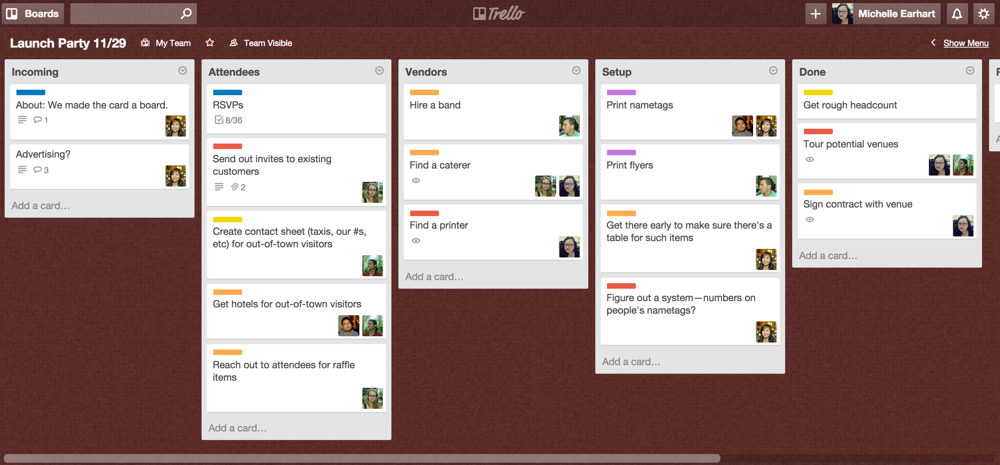 Boards
Trello
Michelle Earhart
Launch Party 11/29
My Team
Team Visible
Show Menu
Incoming
About: We made the card a board.
1
Advertising?
3
Add a card…
Attendees
RSVPs
8/36
Send out invites to existing
customers
2
Create contact sheet (taxis, our #s,
etc) for out-of-town visitors
Get hotels for out-of-town visitors
Reach out to attendees for raffle
items
Add a card…
Vendors
Hire a band
Find a caterer
Find a printer
Add a card…
Setup
Print nametags
Print flyers
Get there early to make sure there's a
table for such items
Figure out a system—numbers on
people's nametags?
Add a card…
Done
Get rough headcount
Tour potential venues
Sign contract with venue
Add a card…